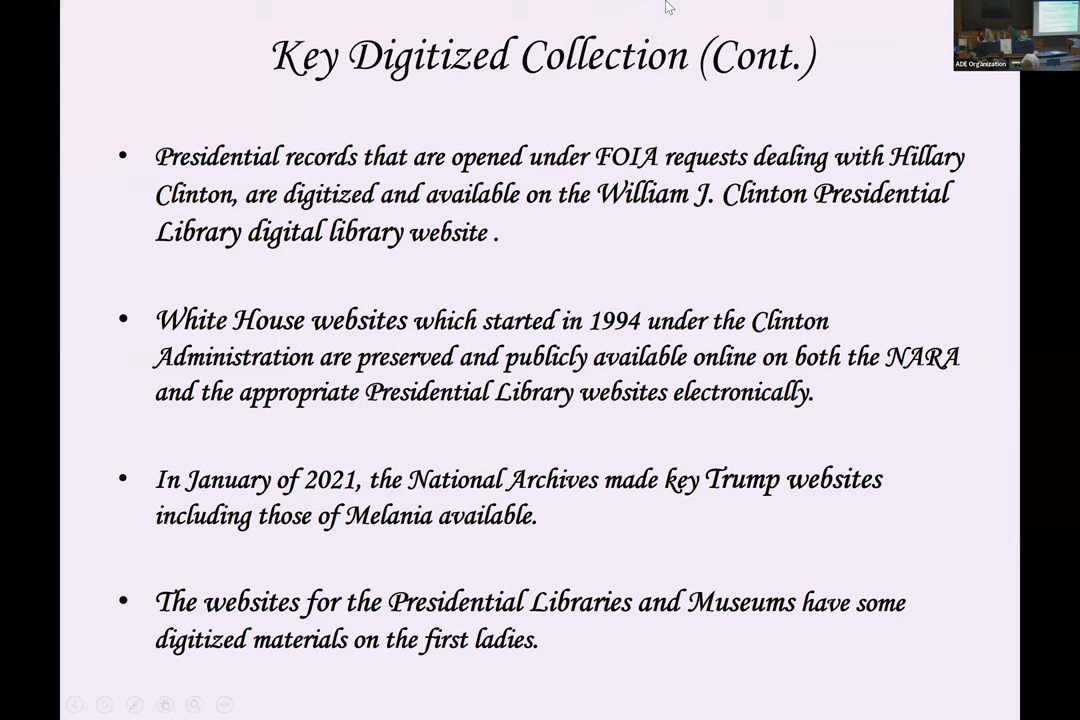 Key Digitized Collection (Cont.)
ADE Organization
• Presidential records that are opened under FOIA requests dealing with Hillary
Clinton, are digitized and available on the William J. Clinton Presidential
Library digital library website .
• White House websites which started in 1994 under the Clinton
Administration are preserved and publicly available online on both the NARA
and the appropriate Presidential Library websites electronically.
• In January of 2021, the National Archives made key Trump websites
including those of Melania available.
• The websites for the Presidential Libraries and Museums have some
digitized materials on the first ladies.